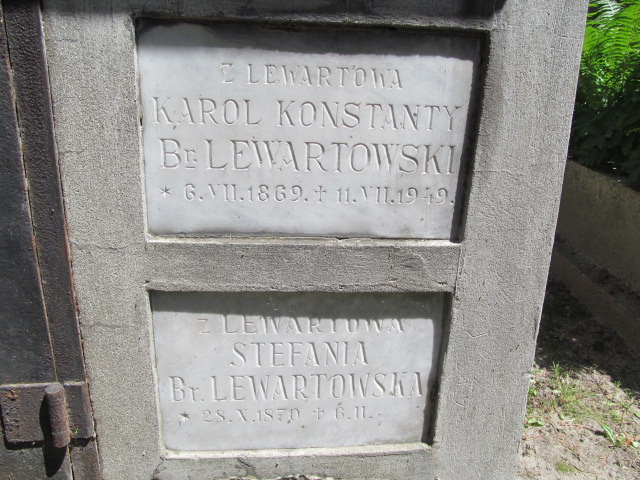 Z LEWARTOWA
KAROL KONSTANTY
Br. LEWARTOWSKI
* 6.VII.1869. + 11.VII.1949.
Z LEWARTOWA
STEFANIA
Br. LEWARTOWSKA
* 28.X.1870 + 6.II.